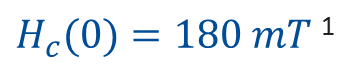 H_c(0) = 180 mT ¹